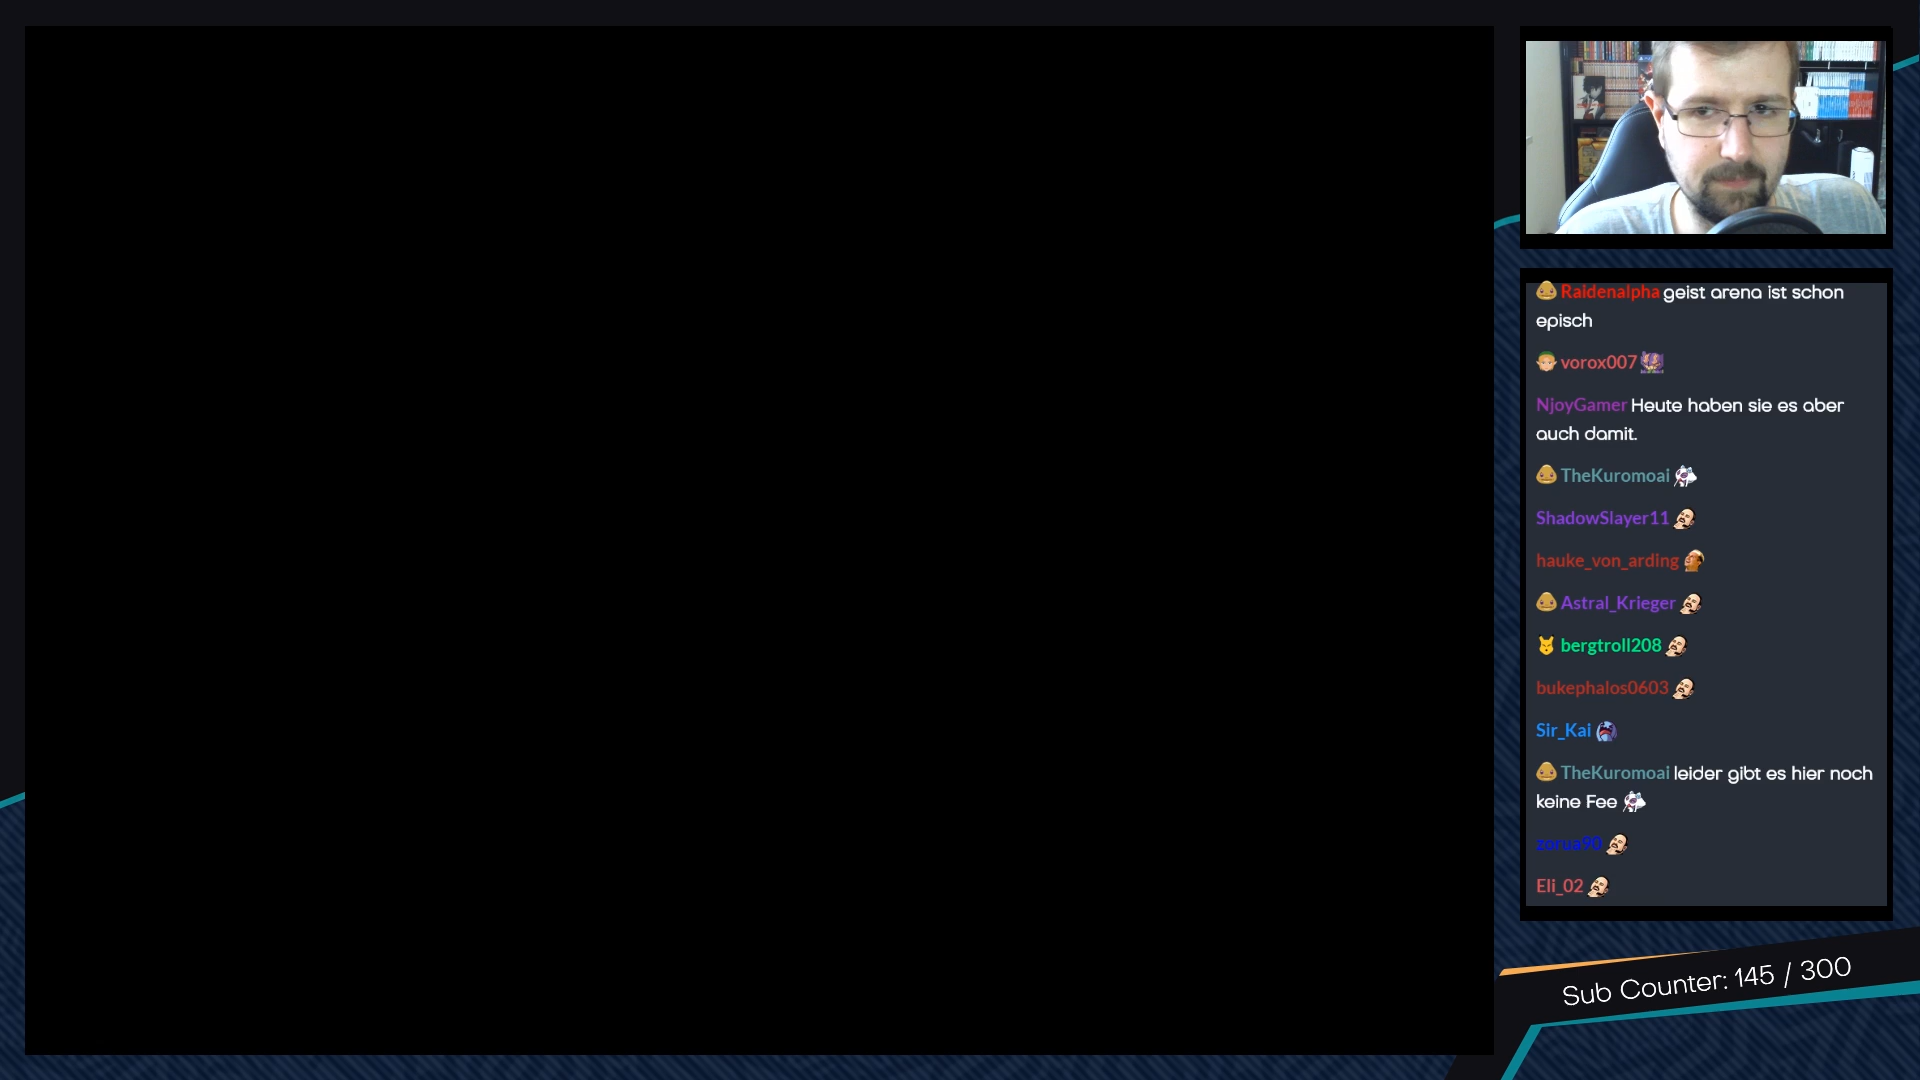 Raidenalpha geist arena ist schon
episch
vorox007
NjoyGamer Heute haben sie es aber
auch damit.
TheKuromoai
ShadowSlayer11
hauke_von_arding
Astral_Krieger
bergtroll208
bukephalos0603
Sir_Kai
TheKuromoai leider gibt es hier noch
keine Fee
zorua90
Eli_02
Sub Counter: 145 / 300